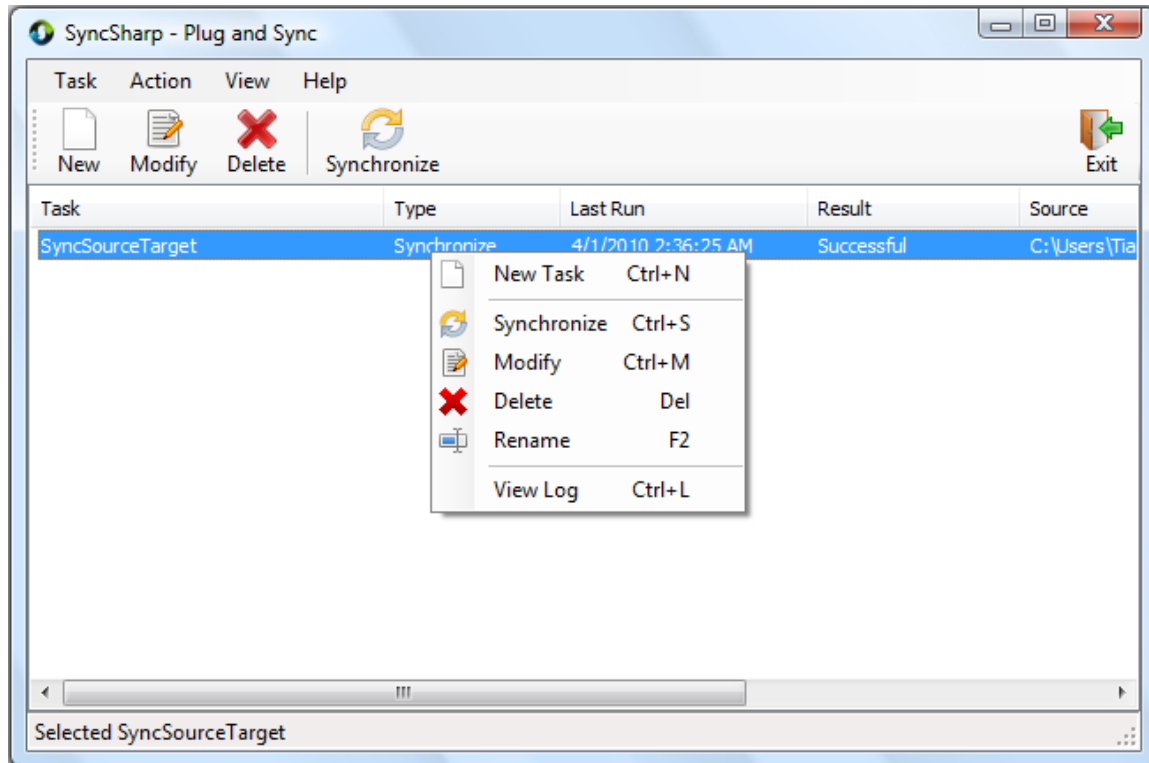 SyncSharp - Plug and Sync
Task Action View Help
New Modify Delete Synchronize Exit
Task Type Last Run Result Source
SyncSourceTarget Synchronize 4/1/2010 2:36:25 AM Successful C:\Users\Tia
New Task Ctrl+N
Synchronize Ctrl+S
Modify Ctrl+M
Delete Del
Rename F2
View Log Ctrl+L
Selected SyncSourceTarget